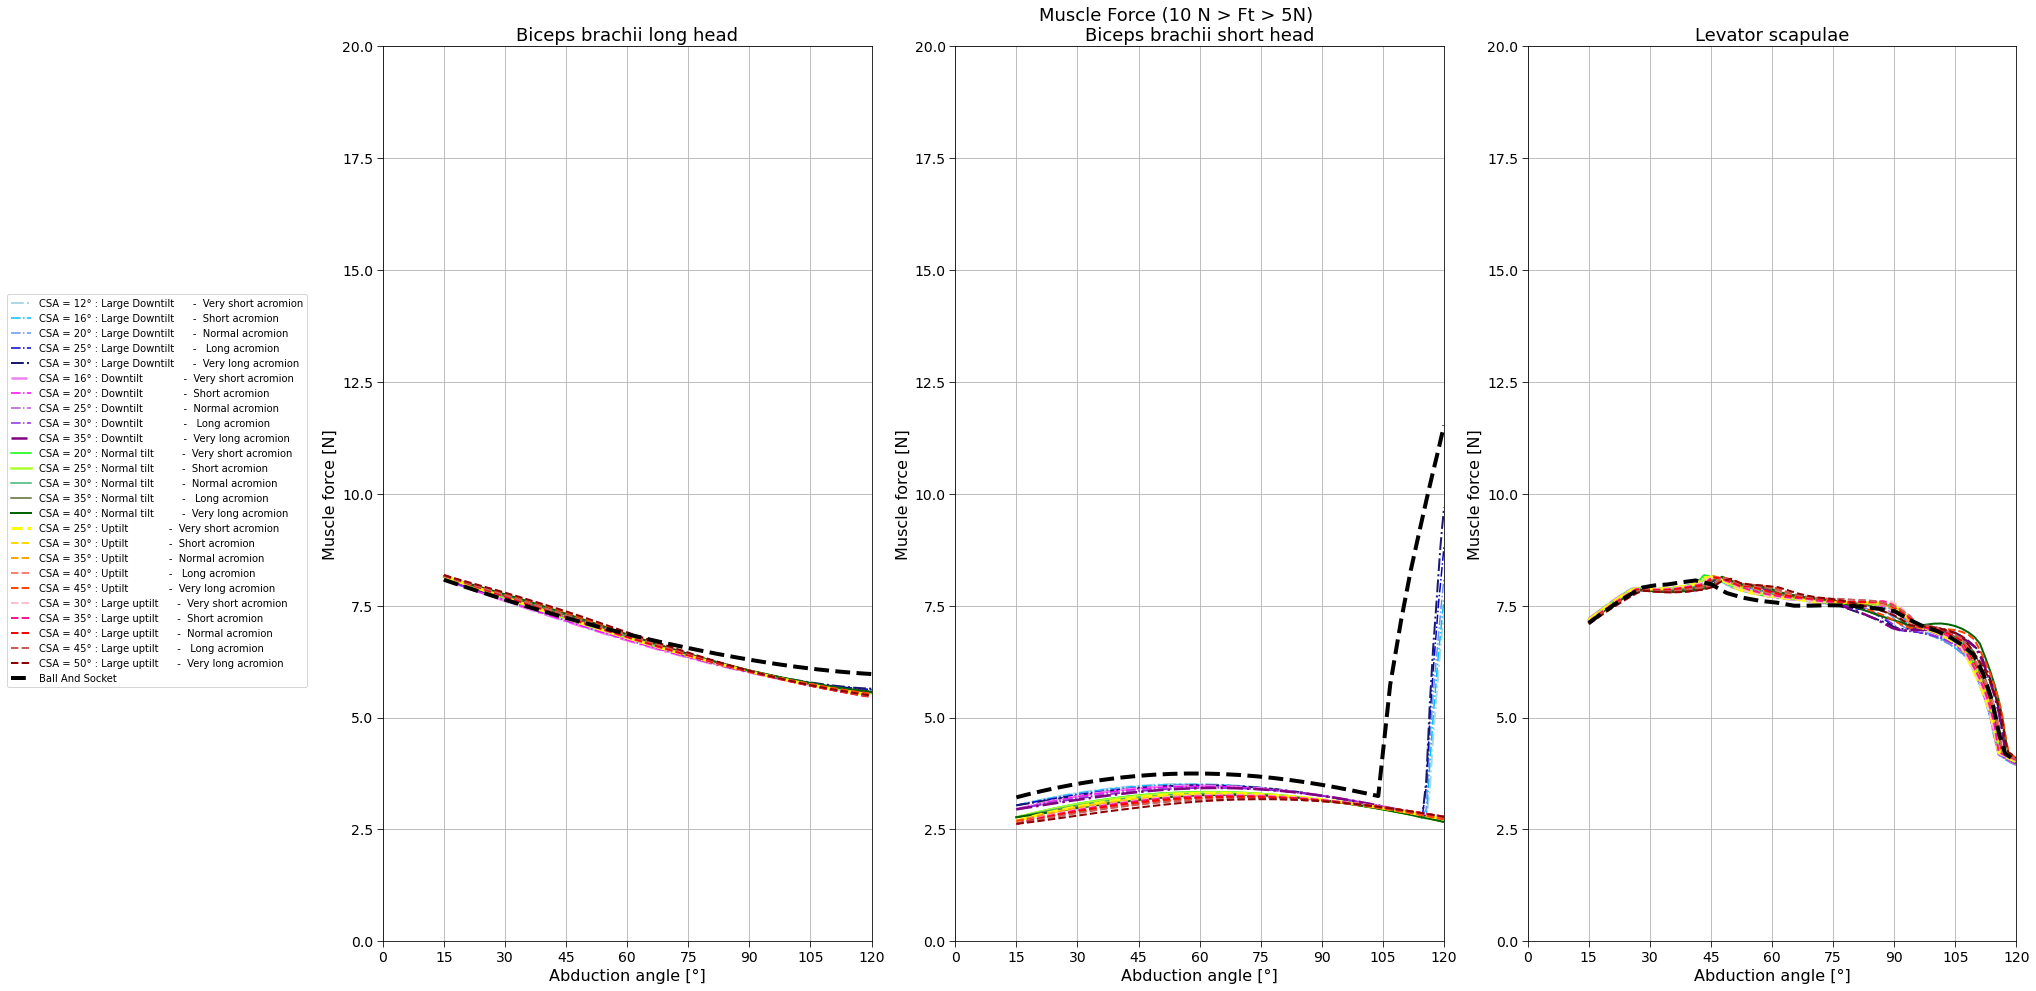 Muscle Force (10 N > Ft > 5N)
Biceps brachii long head
Biceps brachii short head
Levator scapulae
CSA = 12° : Large Downtilt - Very short acromion
CSA = 16° : Large Downtilt - Short acromion
CSA = 20° : Large Downtilt - Normal acromion
CSA = 25° : Large Downtilt - Long acromion
CSA = 30° : Large Downtilt - Very long acromion
CSA = 16° : Downtilt - Very short acromion
CSA = 20° : Downtilt - Short acromion
CSA = 25° : Downtilt - Normal acromion
CSA = 30° : Downtilt - Long acromion
CSA = 35° : Downtilt - Very long acromion
CSA = 20° : Normal tilt - Very short acromion
CSA = 25° : Normal tilt - Short acromion
CSA = 30° : Normal tilt - Normal acromion
CSA = 35° : Normal tilt - Long acromion
CSA = 40° : Normal tilt - Very long acromion
CSA = 25° : Uptilt - Very short acromion
CSA = 30° : Uptilt - Short acromion
CSA = 35° : Uptilt - Normal acromion
CSA = 40° : Uptilt - Long acromion
CSA = 45° : Uptilt - Very long acromion
CSA = 30° : Large uptilt - Very short acromion
CSA = 35° : Large uptilt - Short acromion
CSA = 40° : Large uptilt - Normal acromion
CSA = 45° : Large uptilt - Long acromion
CSA = 50° : Large uptilt - Very long acromion
Ball And Socket
Muscle force [N]
20.0
17.5
15.0
12.5
10.0
7.5
5.0
2.5
0.0
0 15 30 45 60 75 90 105 120
Abduction angle [°]
Muscle force [N]
20.0
17.5
15.0
12.5
10.0
7.5
5.0
2.5
0.0
0 15 30 45 60 75 90 105 120
Abduction angle [°]
Muscle force [N]
20.0
17.5
15.0
12.5
10.0
7.5
5.0
2.5
0.0
0 15 30 45 60 75 90 105 120
Abduction angle [°]